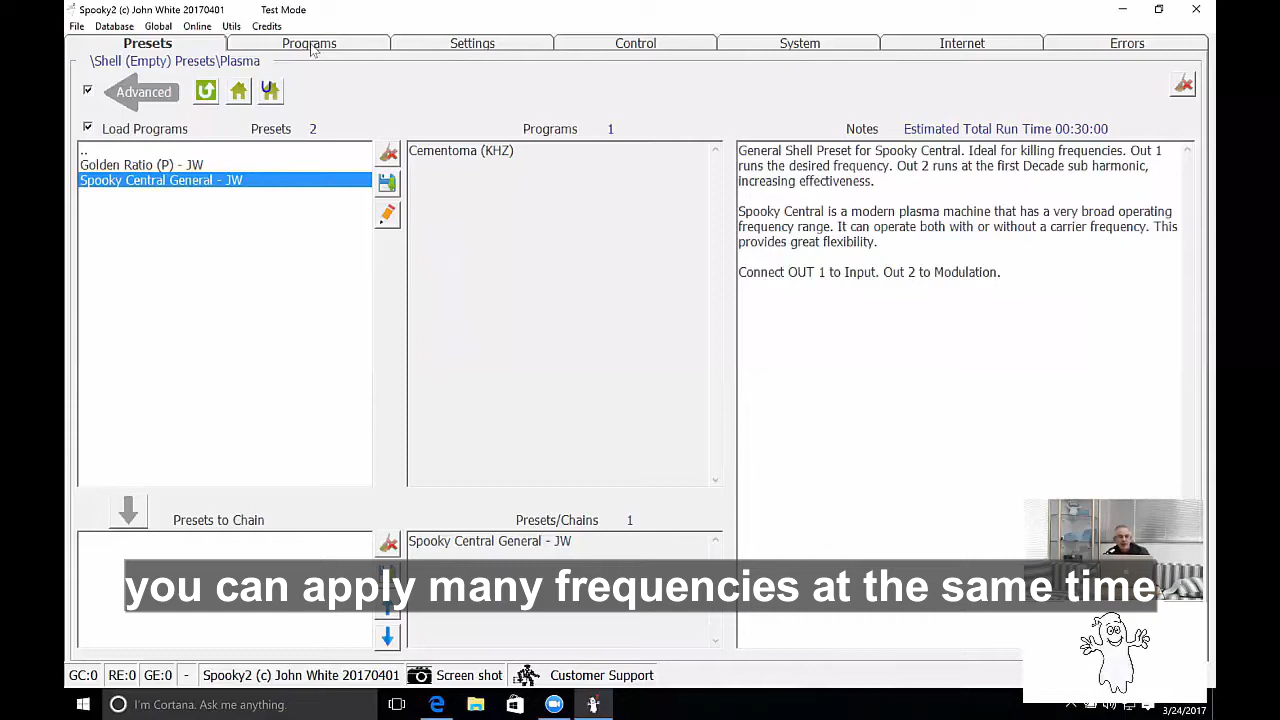 Spooky2 (c) John White 20170401 Test Mode
File Database Global Online Utils Credits
Presets Programs Settings Control System Internet Errors
\Shell (Empty) Presets\Plasma
Advanced
Load Programs Presets 2 Programs 1 Notes Estimated Total Run Time 00:30:00
..
Golden Ratio (P) - JW
Spooky Central General - JW
Cementoma (KHZ)
General Shell Preset for Spooky Central. Ideal for killing frequencies. Out 1
runs the desired frequency. Out 2 runs at the first Decade sub harmonic,
increasing effectiveness.
Spooky Central is a modern plasma machine that has a very broad operating
frequency range. It can operate both with or without a carrier frequency. This
provides great flexibility.
Connect OUT 1 to Input. Out 2 to Modulation.
Presets to Chain Presets/Chains 1
Spooky Central General - JW
you can apply many frequencies at the same time
GC:0 RE:0 GE:0 - Spooky2 (c) John White 20170401 Screen shot Customer Support
I'm Cortana. Ask me anything.
3/24/2017